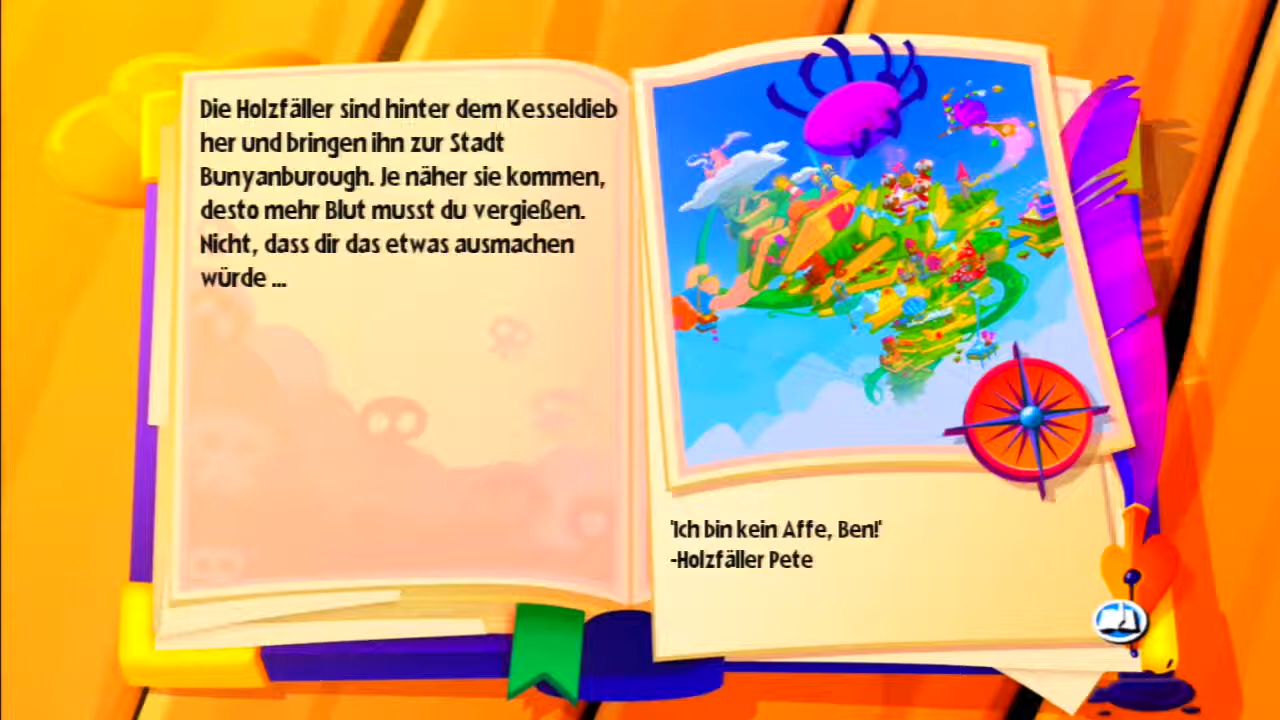 Die Holzfäller sind hinter dem Kesseldieb
her und bringen ihn zur Stadt
Bunyanburough. Je näher sie kommen,
desto mehr Blut musst du vergießen.
Nicht, dass dir das etwas ausmachen
würde ...
'Ich bin kein Affe, Ben!'
-Holzfäller Pete